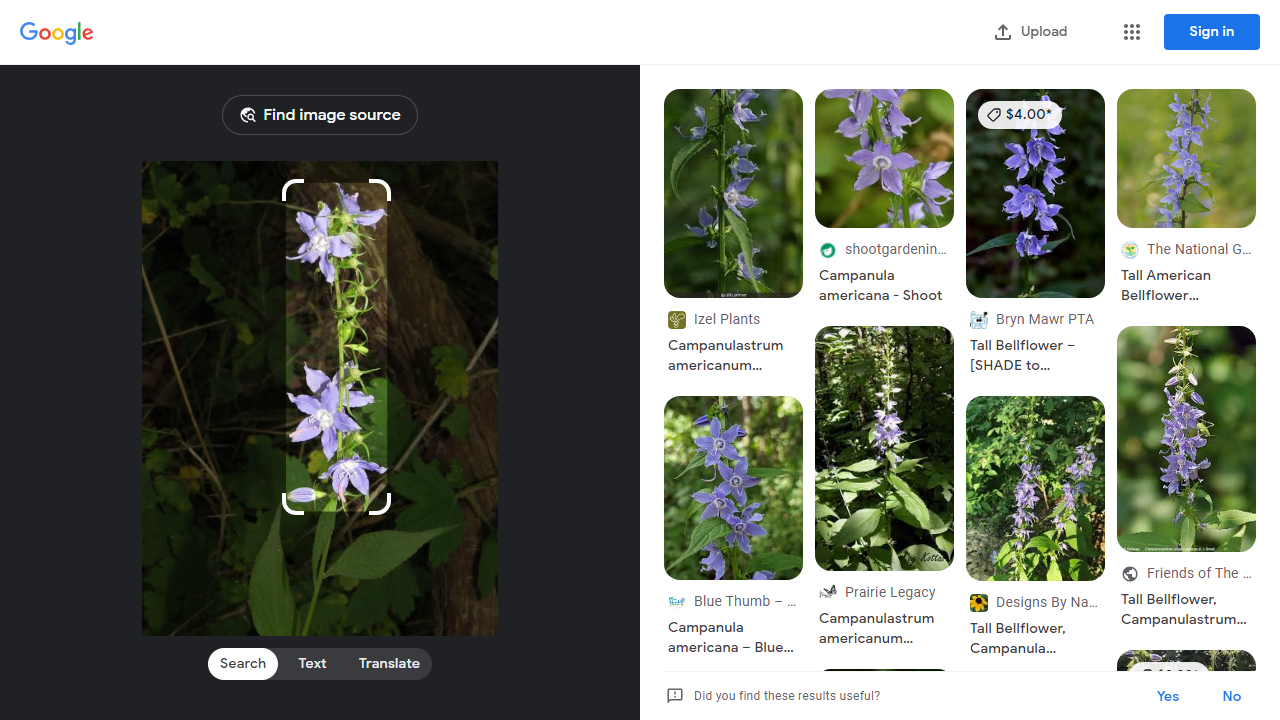 Google
Upload
Sign in
Find image source
Search
Text
Translate
Izel Plants
Campanulastrum
americanum...
Blue Thumb – ...
Campanula
americana – Blue...
shootgardenin...
Campanula
americana - Shoot
Prairie Legacy
Campanulastrum
americanum...
$4.00*
Bryn Mawr PTA
Tall Bellflower –
[SHADE to...
Designs By Na...
Tall Bellflower,
Campanula...
The National G...
Tall American
Bellflower...
Friends of The ...
Tall Bellflower,
Campanulastrum...
Did you find these results useful?
Yes
No